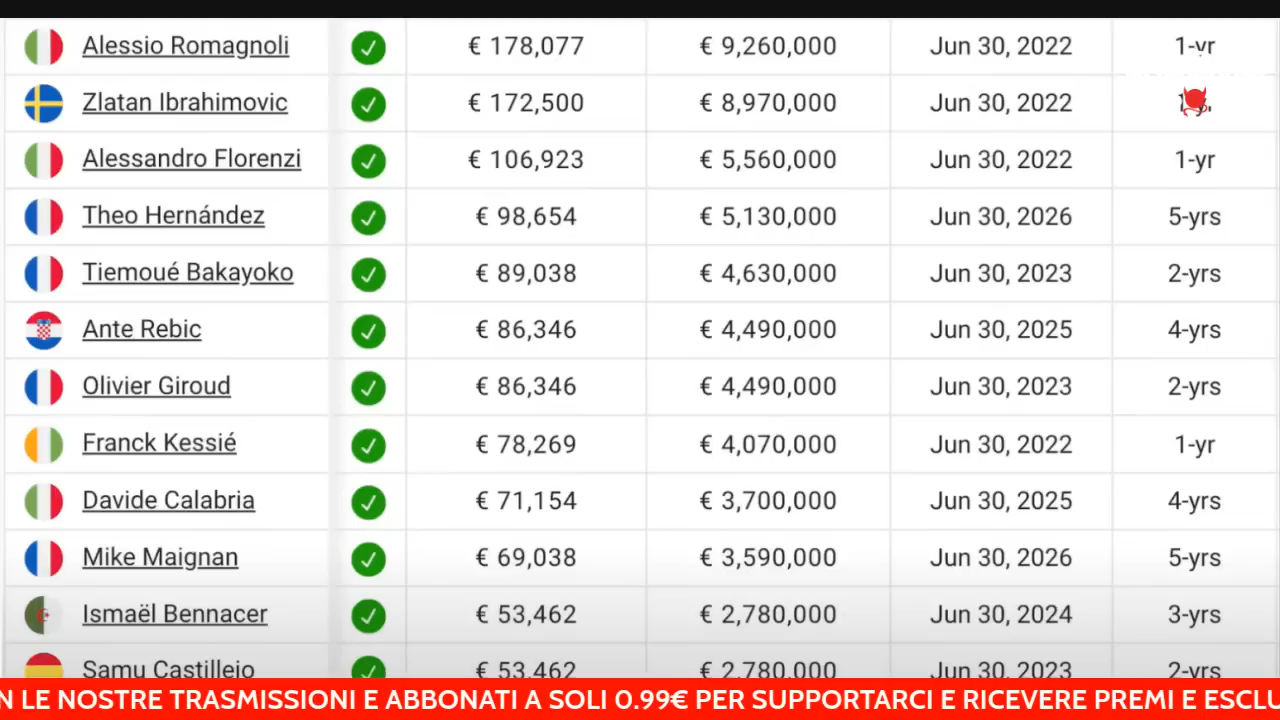 Alessio Romagnoli € 178,077 € 9,260,000 Jun 30, 2022 1-yr
Zlatan Ibrahimovic € 172,500 € 8,970,000 Jun 30, 2022
Alessandro Florenzi € 106,923 € 5,560,000 Jun 30, 2022 1-yr
Theo Hernández € 98,654 € 5,130,000 Jun 30, 2026 5-yrs
Tiemoué Bakayoko € 89,038 € 4,630,000 Jun 30, 2023 2-yrs
Ante Rebic € 86,346 € 4,490,000 Jun 30, 2025 4-yrs
Olivier Giroud € 86,346 € 4,490,000 Jun 30, 2023 2-yrs
Franck Kessié € 78,269 € 4,070,000 Jun 30, 2022 1-yr
Davide Calabria € 71,154 € 3,700,000 Jun 30, 2025 4-yrs
Mike Maignan € 69,038 € 3,590,000 Jun 30, 2026 5-yrs
Ismaël Bennacer € 53,462 € 2,780,000 Jun 30, 2024 3-yrs
Samu Castillejo € 53,462 € 2,780,000 Jun 30, 2023 2-yrs
N LE NOSTRE TRASMISSIONI E ABBONATI A SOLI 0.99€ PER SUPPORTARCI E RICEVERE PREMI E ESCLU